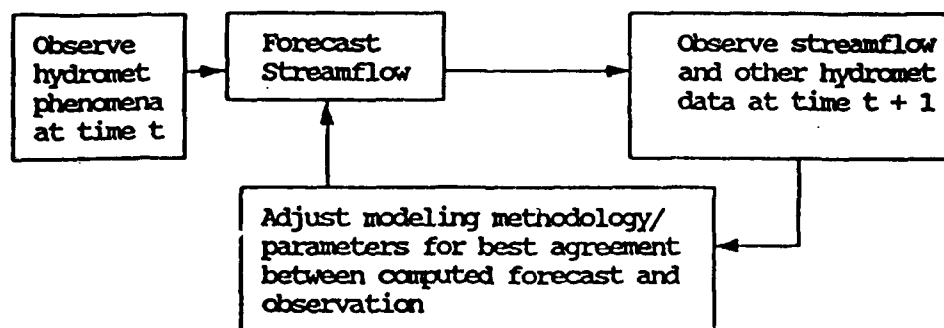 Observe
hydromet
phenomena
at time t
Forecast
Streamflow
Observe streamflow
and other hydromet
data at time t + 1
Adjust modeling methodology/
parameters for best agreement
between computed forecast and
observation